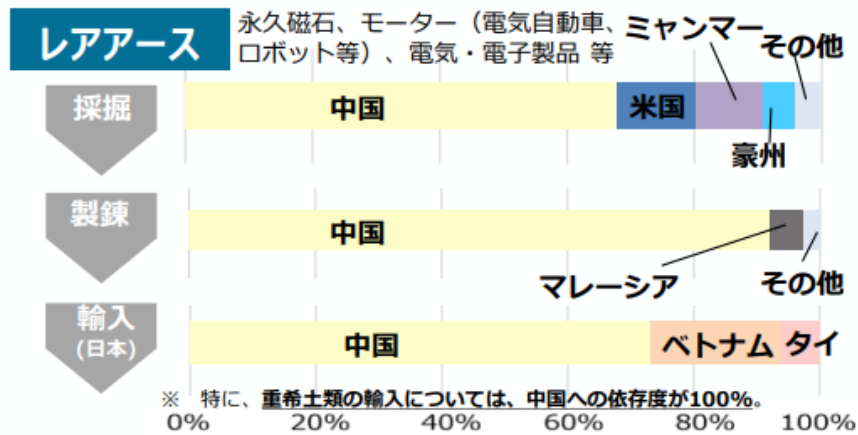 レアアース
永久磁石、モーター（電気自動車、
ロボット等）、電気・電子製品 等
ミャンマー
その他
採掘
中国
米国
豪州
製錬
中国
マレーシア
その他
輸入
(日本)
中国
ベトナム
タイ
※ 特に、重希土類の輸入については、中国への依存度が100%。
0% 20% 40% 60% 80% 100%